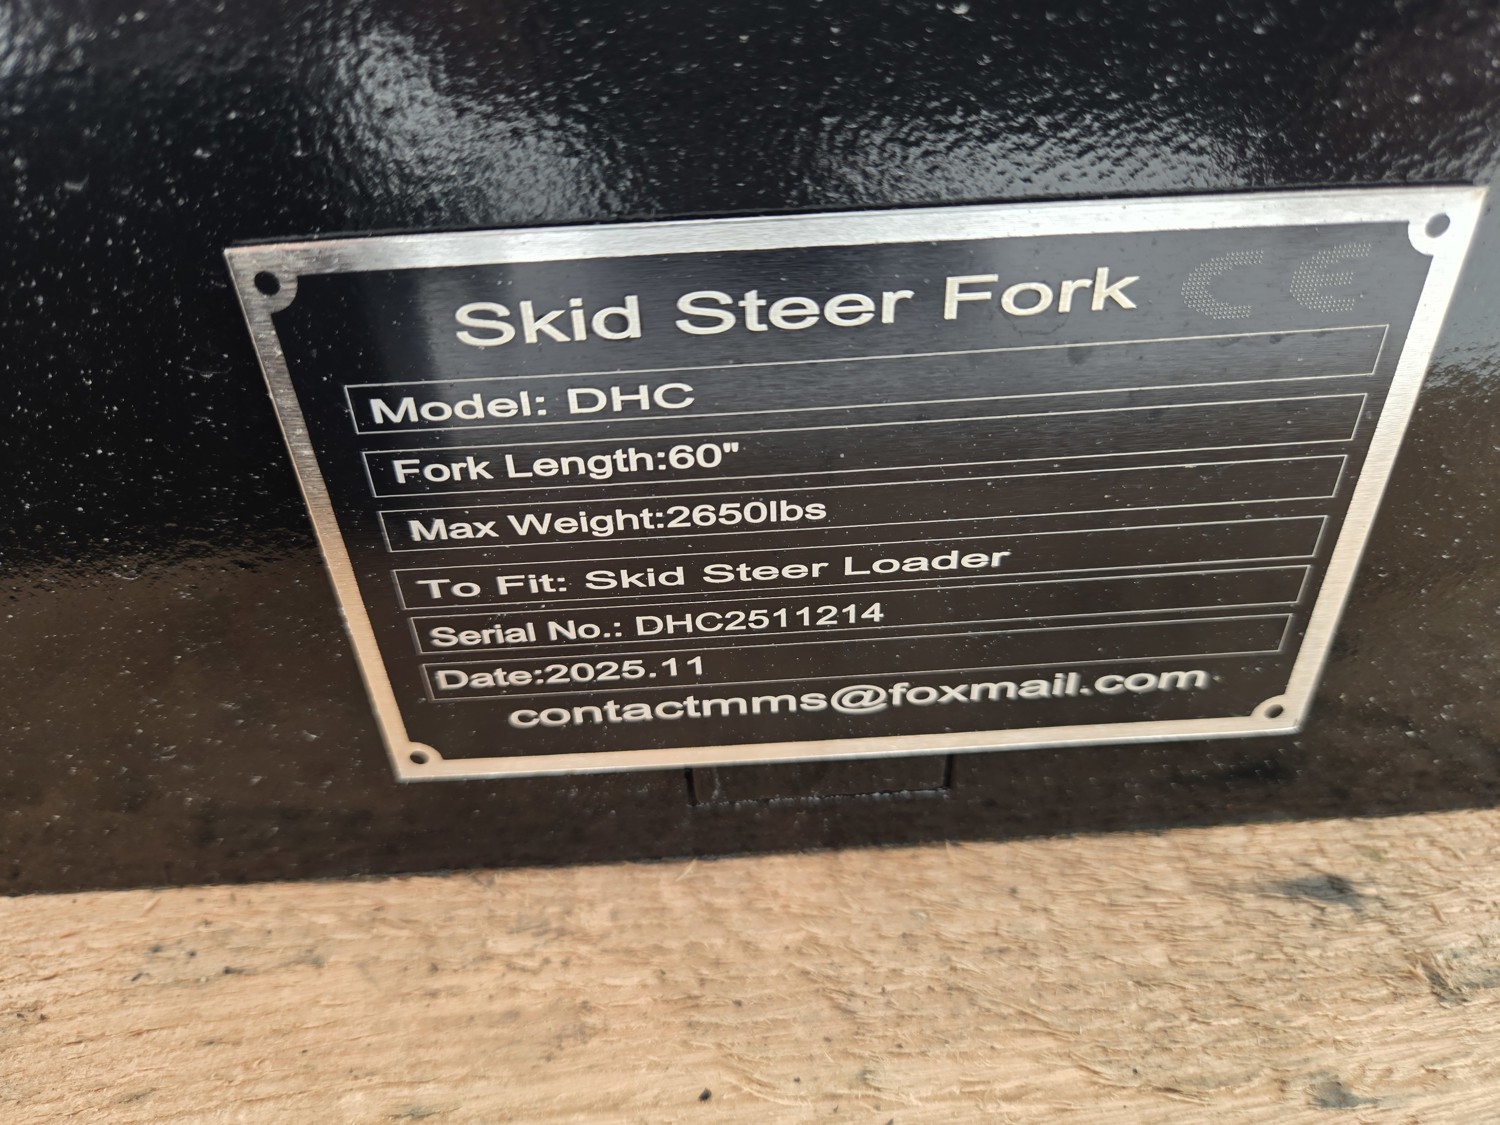 Skid Steer Fork CE
Model: DHC
Fork Length:60"
Max Weight:2650lbs
To Fit: Skid Steer Loader
Serial No.: DHC2511214
Date:2025.11
contactmms@foxmail.com